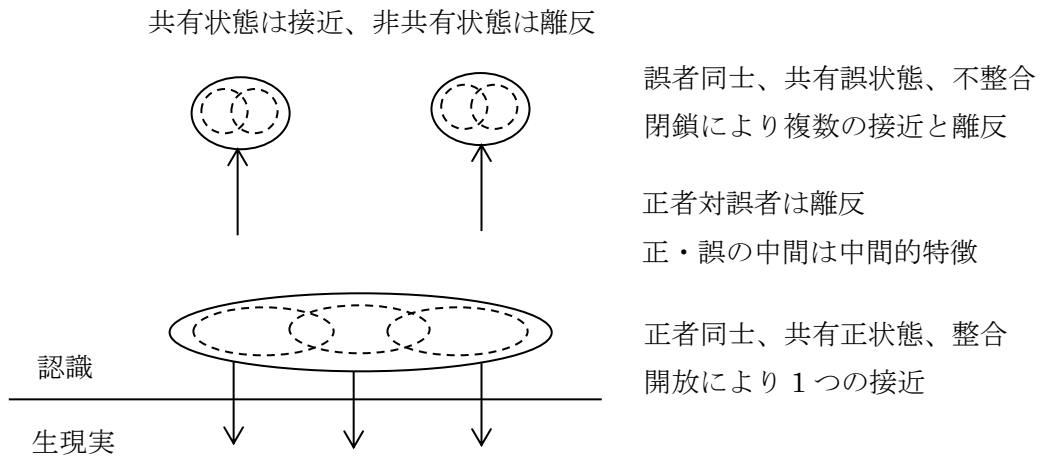 共有状態は接近、非共有状態は離反
誤者同士、共有誤状態、不整合
閉鎖により複数の接近と離反
正者対誤者は離反
正・誤の中間は中間的特徴
正者同士、共有正状態、整合
開放により１つの接近
認識
生現実